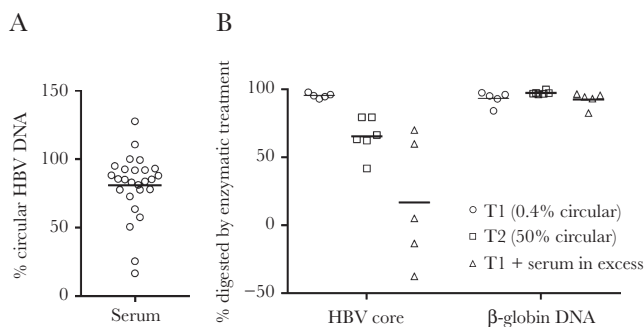 A
% circular HBV DNA
150
100
50
0
Serum
B
% digested by enzymatic treatment
100
50
0
−50
HBV core
β-globin DNA
T1 (0.4% circular)
T2 (50% circular)
T1 + serum in excess